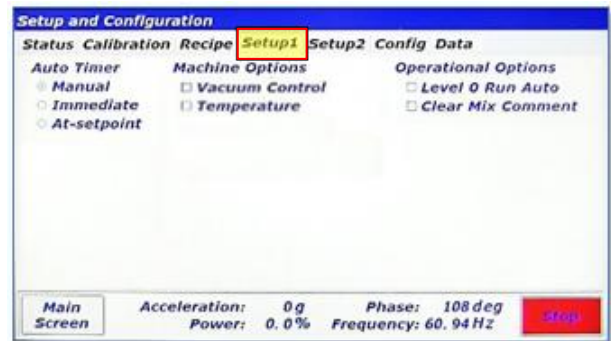 Setup and Configuration
Status Calibration Recipe Setup1 Setup2 Config Data
Auto Timer Machine Options Operational Options
Manual Vacuum Control Level 0 Run Auto
Immediate Temperature Clear Mix Comment
At-setpoint
Main Screen
Acceleration: 0 g Phase: 108 deg
Power: 0.0% Frequency: 60.94 Hz
Stop